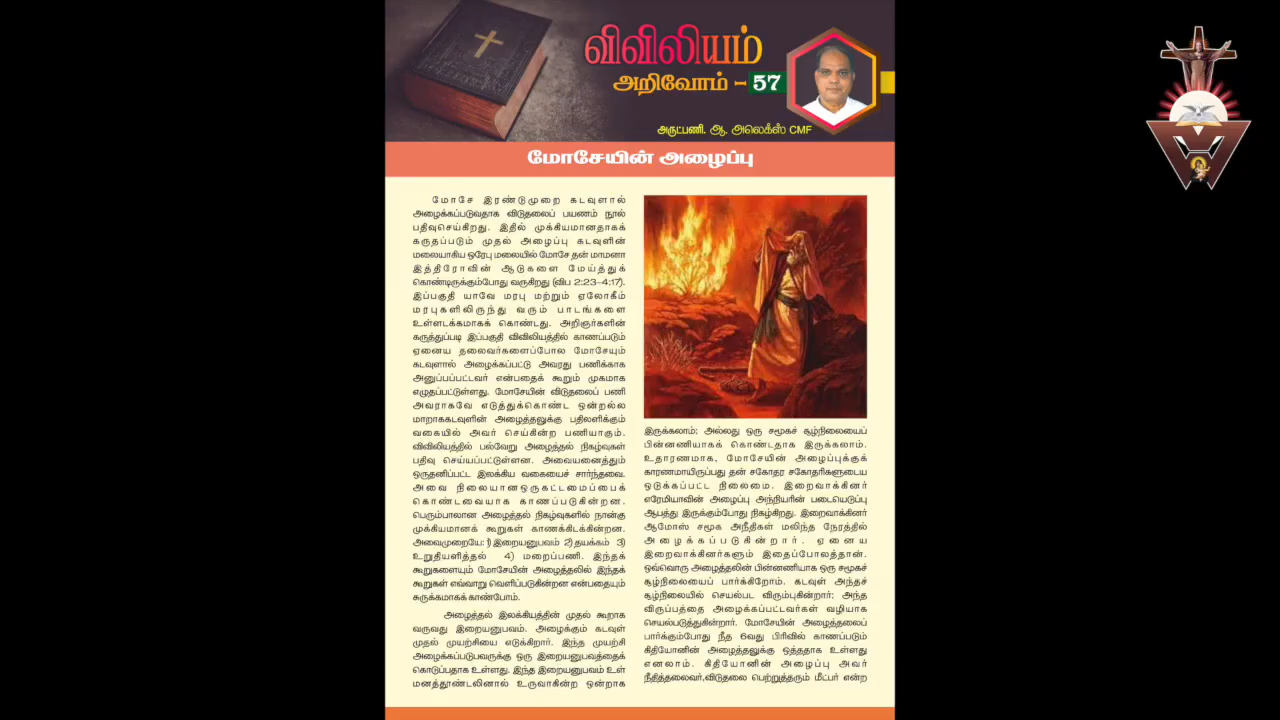 விவிலியம்
அறிவோம் - 57
அருட்பணி. ஆ. அலெக்ஸ் CMF
மோசேயின் அழைப்பு
மோசே இரண்டுமுறை கடவுளால்
அழைக்கப்படுவதாக விடுதலைப் பயணம் நூல்
பதிவுசெய்கிறது. இதில் முக்கியமானதாகக்
கருதப்படும் முதல் அழைப்பு கடவுளின்
மலையாகிய ஒரேபு மலையில் மோசே தன் மாமனா
இத்திரோவின் ஆடுகளை மேய்த்துக்
கொண்டிருக்கும்போது வருகிறது (விப 2:23-4:17).
இப்பகுதி யாவே மரபு மற்றும் ஏலோகீம்
மரபுகளிலிருந்து வரும் பாடங்களை
உள்ளடக்கமாகக் கொண்டது. அறிஞர்களின்
கருத்துப்படி இப்பகுதி விவிலியத்தில் காணப்படும்
ஏனைய தலைவர்களைப்போல மோசேயும்
கடவுளால் அழைக்கப்பட்டு அவரது பணிக்காக
அனுப்பப்பட்டவர் என்பதைக் கூறும் முகமாக
எழுதப்பட்டுள்ளது. மோசேயின் விடுதலைப் பணி
அவராகவே எடுத்துக்கொண்ட ஒன்றல்ல
மாறாககடவுளின் அழைத்தலுக்கு பதிலளிக்கும்
வகையில் அவர் செய்கின்ற பணியாகும்.
விவிலியத்தில் பல்வேறு அழைத்தல் நிகழ்வுகள்
பதிவு செய்யப்பட்டுள்ளன. அவையனைத்தும்
ஒருதனிப்பட்ட இலக்கிய வகையைச் சார்ந்தவை.
அவை நிலையானஒருகட்டமைப்பைக்
கொண்டவையாக காணப்படுகின்றன.
பெரும்பாலான அழைத்தல் நிகழ்வுகளில் நான்கு
முக்கியமானக் கூறுகள் காணக்கிடக்கின்றன.
அவைமுறையே: 1) இறையனுபவம் 2) தயக்கம் 3)
உறுதியளித்தல் 4) மறைப்பணி. இந்தக்
கூறுகளையும் மோசேயின் அழைத்தலில் இந்தக்
கூறுகள் எவ்வாறு வெளிப்படுகின்றன என்பதையும்
சுருக்கமாகக் காண்போம்.
அழைத்தல் இலக்கியத்தின் முதல் கூறாக
வருவது இறையனுபவம். அழைக்கும் கடவுள்
முதல் முயற்சியை எடுக்கிறார். இந்த முயற்சி
அழைக்கப்படுபவருக்கு ஒரு இறையனுபவத்தைக்
கொடுப்பதாக உள்ளது. இந்த இறையனுபவம் உள்
மனத்தூண்டலினால் உருவாகின்ற ஒன்றாக
இருக்கலாம்; அல்லது ஒரு சமூகச் சூழ்நிலையைப்
பின்னணியாகக் கொண்டதாக இருக்கலாம்.
உதாரணமாக, மோசேயின் அழைப்புக்குக்
காரணமாயிருப்பது தன் சகோதர சகோதரிகளுடைய
ஒடுக்கப்பட்ட நிலைமை. இறைவாக்கினர்
எரேமியாவின் அழைப்பு அந்நியரின் படையெடுப்பு
ஆபத்து இருக்கும்போது நிகழ்கிறது. இறைவாக்கினர்
ஆமோஸ் சமூக அநீதிகள் மலிந்த நேரத்தில்
அழைக்கப்படுகின்றார். ஏனைய
இறைவாக்கினர்களும் இதைப்போலத்தான்.
ஒவ்வொரு அழைத்தலின் பின்னணியாக ஒரு சமூகச்
சூழ்நிலையைப் பார்க்கிறோம். கடவுள் அந்தச்
சூழ்நிலையில் செயல்பட விரும்புகின்றார்; அந்த
விருப்பத்தை அழைக்கப்பட்டவர்கள் வழியாக
செயல்படுத்துகின்றார். மோசேயின் அழைத்தலைப்
பார்க்கும்போது நீத 6வது பிரிவில் காணப்படும்
கிதியோனின் அழைத்தலுக்கு ஒத்ததாக உள்ளது
எனலாம். கிதியோனின் அழைப்பு அவர்
நீதித்தலைவர்,விடுதலை பெற்றுத்தரும் மீட்பர் என்ற